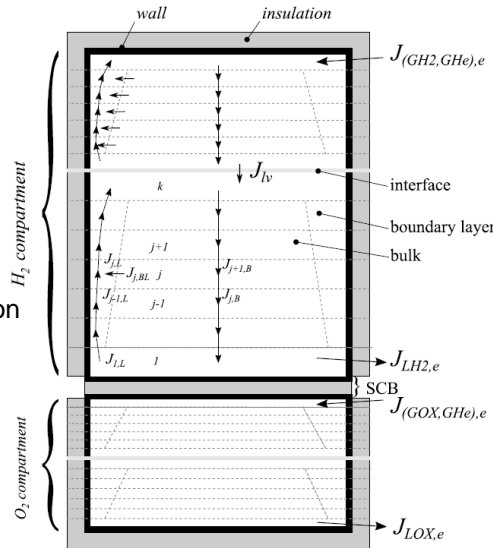 wall
insulation
J(GH2,GHe),e
H2 compartment
Jlv
interface
k
boundary layer
bulk
j+1
Jj,L
Jj,BL
j
Jj+1,B
on
Jj-1,L
j-1
Jj,B
J1,L
1
JLH2,e
SCB
J(GOX,GHe),e
O2 compartment
JLOX,e